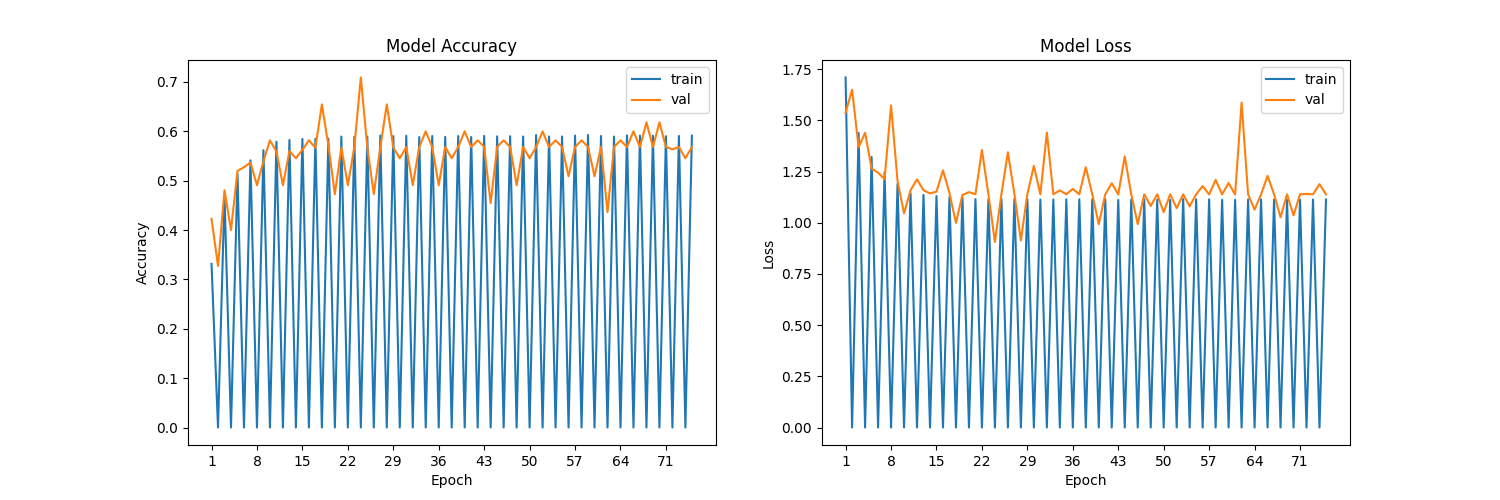 Model Accuracy
Accuracy
0.7
0.6
0.5
0.4
0.3
0.2
0.1
0.0
1 8 15 22 29 36 43 50 57 64 71
Epoch
train
val
Model Loss
Loss
1.75
1.50
1.25
1.00
0.75
0.50
0.25
0.00
1 8 15 22 29 36 43 50 57 64 71
Epoch
train
val